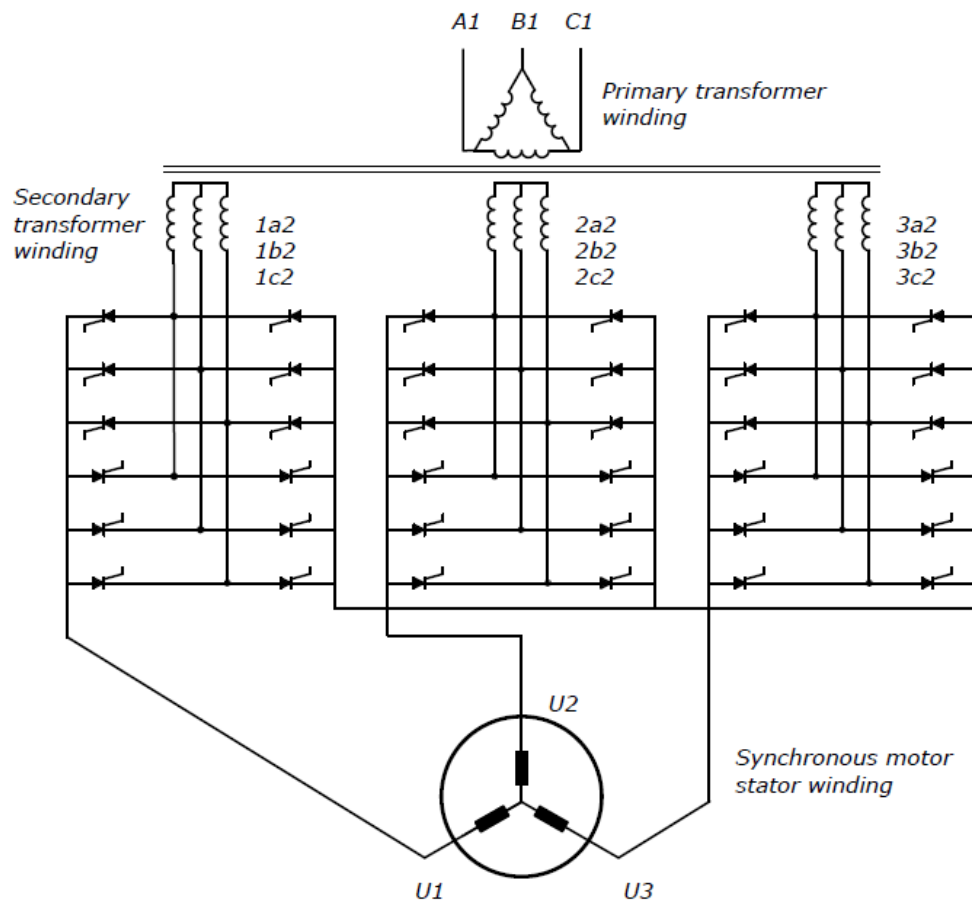 A1 B1 C1
Primary transformer
winding
Secondary
transformer
winding
1a2
1b2
1c2
2a2
2b2
2c2
3a2
3b2
3c2
U2
Synchronous motor
stator winding
U1
U3